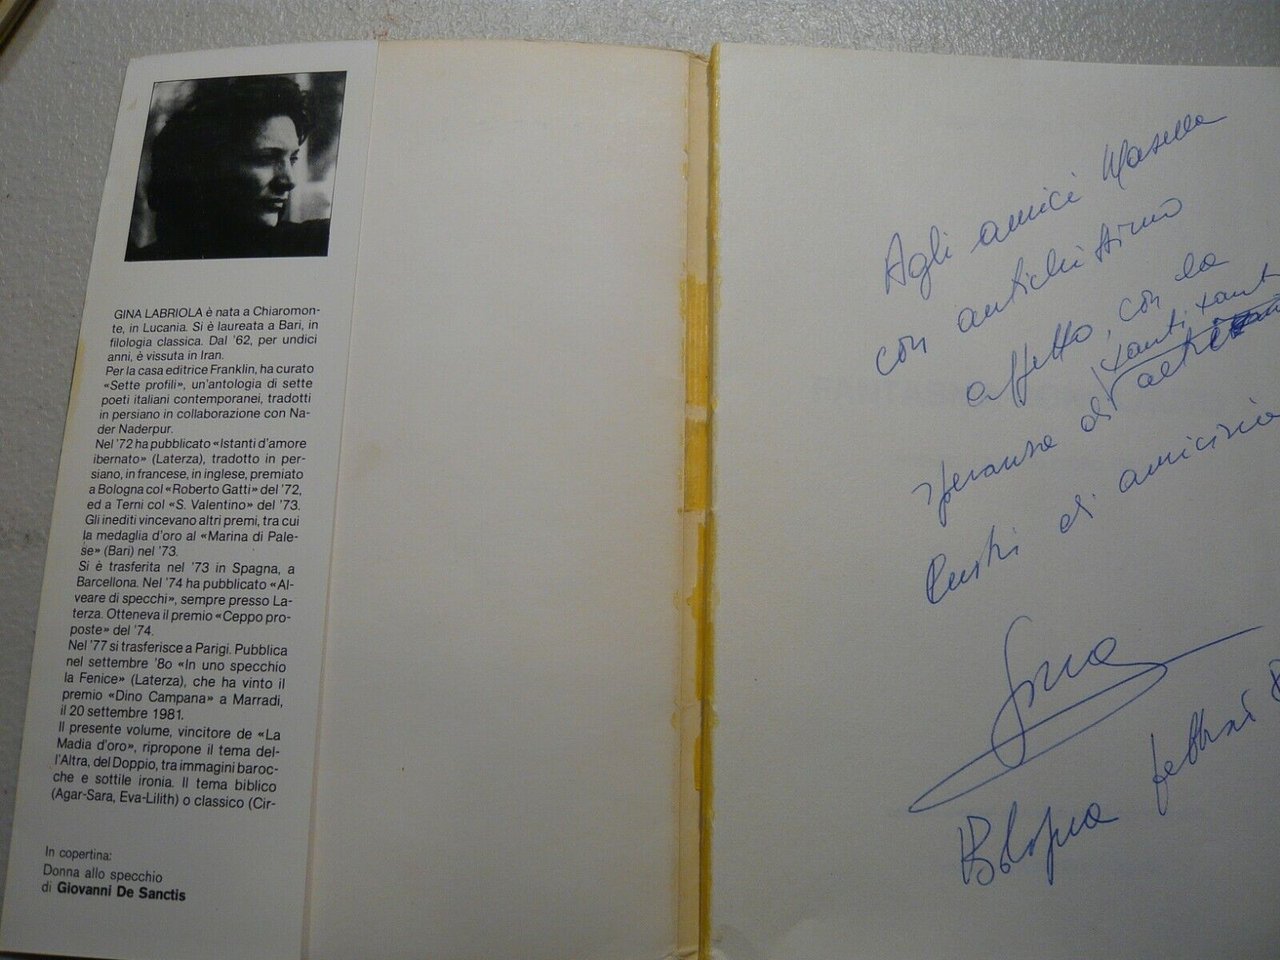 GINA LABRIOLA è nata a Chiaromon-
te, in Lucania. Si è laureata a Bari, in
filologia classica. Dal '62, per undici
anni, è vissuta in Iran.
Per la casa editrice Franklin, ha curato
«Sette profili», un'antologia di sette
poeti italiani contemporanei, tradotti
in persiano in collaborazione con Na-
der Naderpur.
Nel '72 ha pubblicato «Istanti d'amore
ibernato» (Laterza), tradotto in per-
siano, in francese, in inglese, premiato
a Bologna col «Roberto Gatti» del '72,
ed a Terni col «S. Valentino» del '73.
Gli inediti vincevano altri premi, tra cui
la medaglia d'oro al «Marina di Pale-
se» (Bari) nel '73.
Si è trasferita nel '73 in Spagna, a
Barcellona. Nel '74 ha pubblicato «Al-
veare di specchi», sempre presso La-
terza. Otteneva il premio «Ceppo pro-
poste» del '74.
Nel '77 si trasferisce a Parigi. Pubblica
nel settembre '80 «In uno specchio
la Fenice» (Laterza), che ha vinto il
premio «Dino Campana» a Marradi,
il 20 settembre 1981.
Il presente volume, vincitore de «La
Madia d'oro», ripropone il tema del-
l'Altra, del Doppio, tra immagini baroc-
che e sottile ironia. Il tema biblico
(Agar-Sara, Eva-Lilith) o classico (Cir-
In copertina:
Donna allo specchio
di Giovanni De Sanctis
Agli amici Masella
con antichissimo
affetto, con la
speranza di tanti tanti
lustri di amicizia
Gina
Bologna febbraio 8